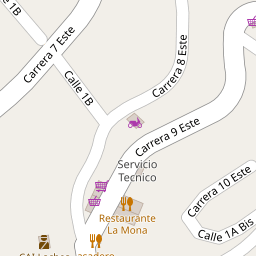 Carrera 7 Este
Calle 1B
Carrera 8 Este
Carrera 9 Este
Servicio
Tecnico
Carrera 10 Este
Calle 1A Bis
Restaurante
La Mona
CAI